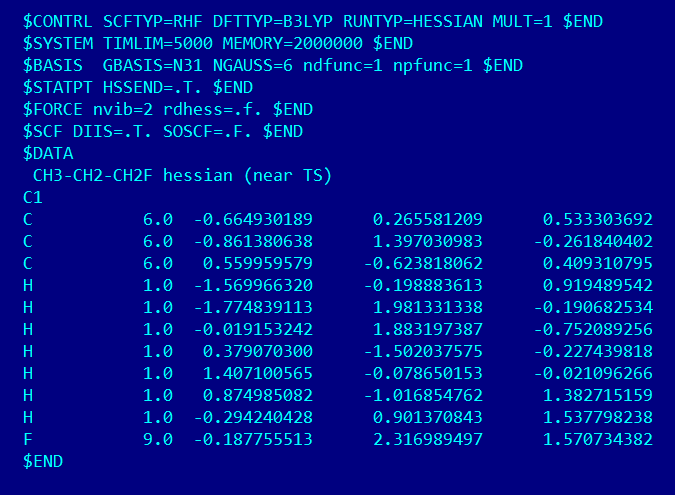 $CONTRL SCFTYP=RHF DFTTYP=B3LYP RUNTYP=HESSIAN MULT=1 $END
$SYSTEM TIMLIM=5000 MEMORY=2000000 $END
$BASIS  GBASIS=N31 NGAUSS=6 ndfunc=1 npfunc=1 $END
$STATPT HSSEND=.T. $END
$FORCE nvib=2 rdhess=.f. $END
$SCF DIIS=.T. SOSCF=.F. $END
$DATA
 CH3-CH2-CH2F hessian (near TS)
C1
C           6.0  -0.664930189      0.265581209      0.533303692
C           6.0  -0.861380638      1.397030983     -0.261840402
C           6.0   0.559959579     -0.623818062      0.409310795
H           1.0  -1.569966320     -0.198883613      0.919489542
H           1.0  -1.774839113      1.981331338     -0.190682534
H           1.0  -0.019153242      1.883197387     -0.752089256
H           1.0   0.379070300     -1.502037575     -0.227439818
H           1.0   1.407100565     -0.078650153     -0.021096266
H           1.0   0.874985082     -1.016854762      1.382715159
H           1.0  -0.294240428      0.901370843      1.537798238
F           9.0  -0.187755513      2.316989497      1.570734382
$END